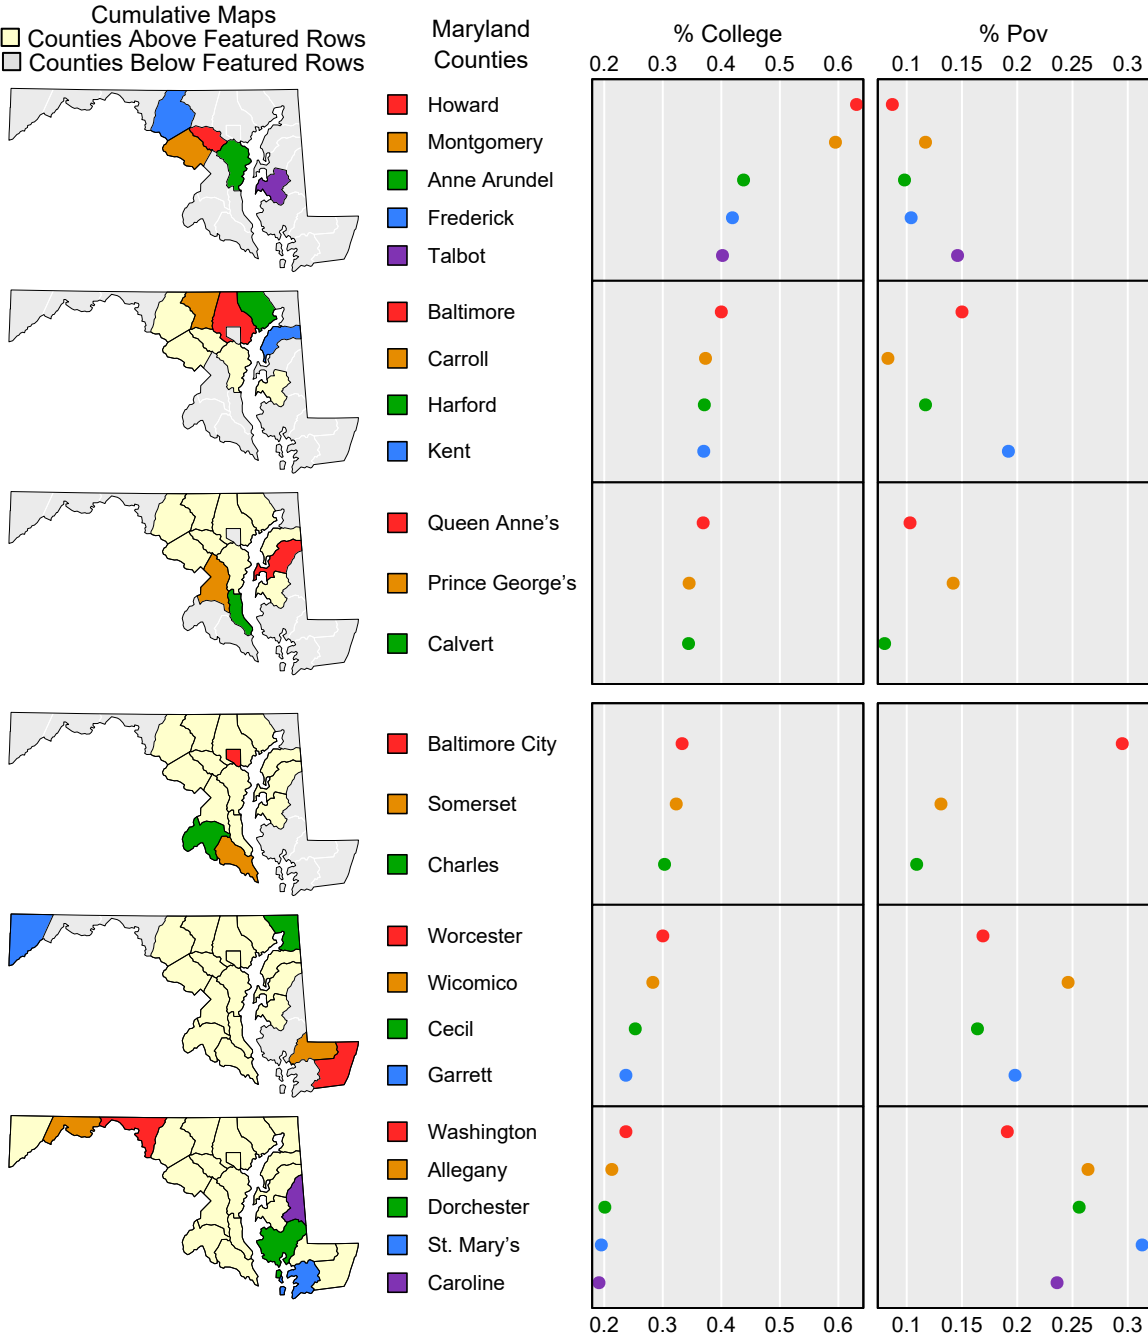 Cumulative Maps
Counties Above Featured Rows
Counties Below Featured Rows
Maryland
Counties
% College
% Pov
0.2 0.3 0.4 0.5 0.6
0.1 0.15 0.2 0.25 0.3
Howard
Montgomery
Anne Arundel
Frederick
Talbot
Baltimore
Carroll
Harford
Kent
Queen Anne’s
Prince George’s
Calvert
Baltimore City
Somerset
Charles
Worcester
Wicomico
Cecil
Garrett
Washington
Allegany
Dorchester
St. Mary’s
Caroline
0.2 0.3 0.4 0.5 0.6
0.1 0.15 0.2 0.25 0.3